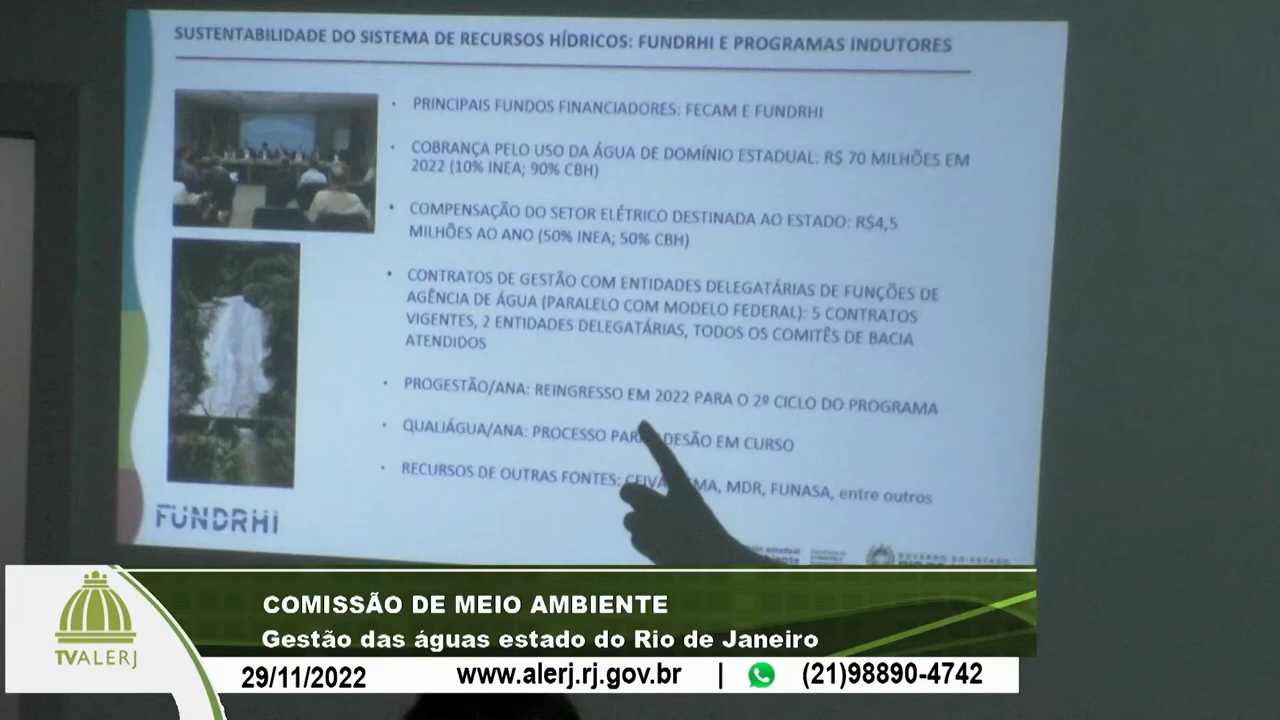 SUSTENTABILIDADE DO SISTEMA DE RECURSOS HÍDRICOS: FUNDRHI E PROGRAMAS INDUTORES
• PRINCIPAIS FUNDOS FINANCIADORES: FECAM E FUNDRHI
• COBRANÇA PELO USO DA ÁGUA DE DOMÍNIO ESTADUAL: R$ 70 MILHÕES EM
2022 (10% INEA; 90% CBH)
• COMPENSAÇÃO DO SETOR ELÉTRICO DESTINADA AO ESTADO: R$4,5
MILHÕES AO ANO (50% INEA; 50% CBH)
• CONTRATOS DE GESTÃO COM ENTIDADES DELEGATÁRIAS DE FUNÇÕES DE
AGÊNCIA DE ÁGUA (PARALELO COM MODELO FEDERAL): 5 CONTRATOS
VIGENTES, 2 ENTIDADES DELEGATÁRIAS, TODOS OS COMITÊS DE BACIA
ATENDIDOS
• PROGESTÃO/ANA: REINGRESSO EM 2022 PARA O 2º CICLO DO PROGRAMA
• QUALIÁGUA/ANA: PROCESSO EM CURSO
• RECURSOS DE OUTRAS FONTES: MDR, FUNASA, entre outros
FUNDRHI
GOVERNO DO ESTADO
COMISSÃO DE MEIO AMBIENTE
Gestão das águas estado do Rio de Janeiro
TVALERJ
29/11/2022 www.alerj.rj.gov.br | (21)98890-4742